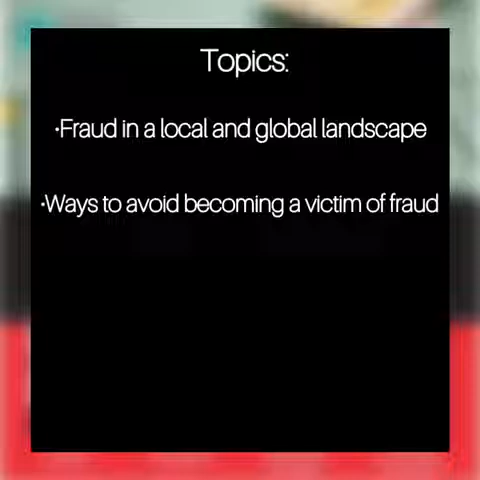 Topics:
•Fraud in a local and global landscape
•Ways to avoid becoming a victim of fraud